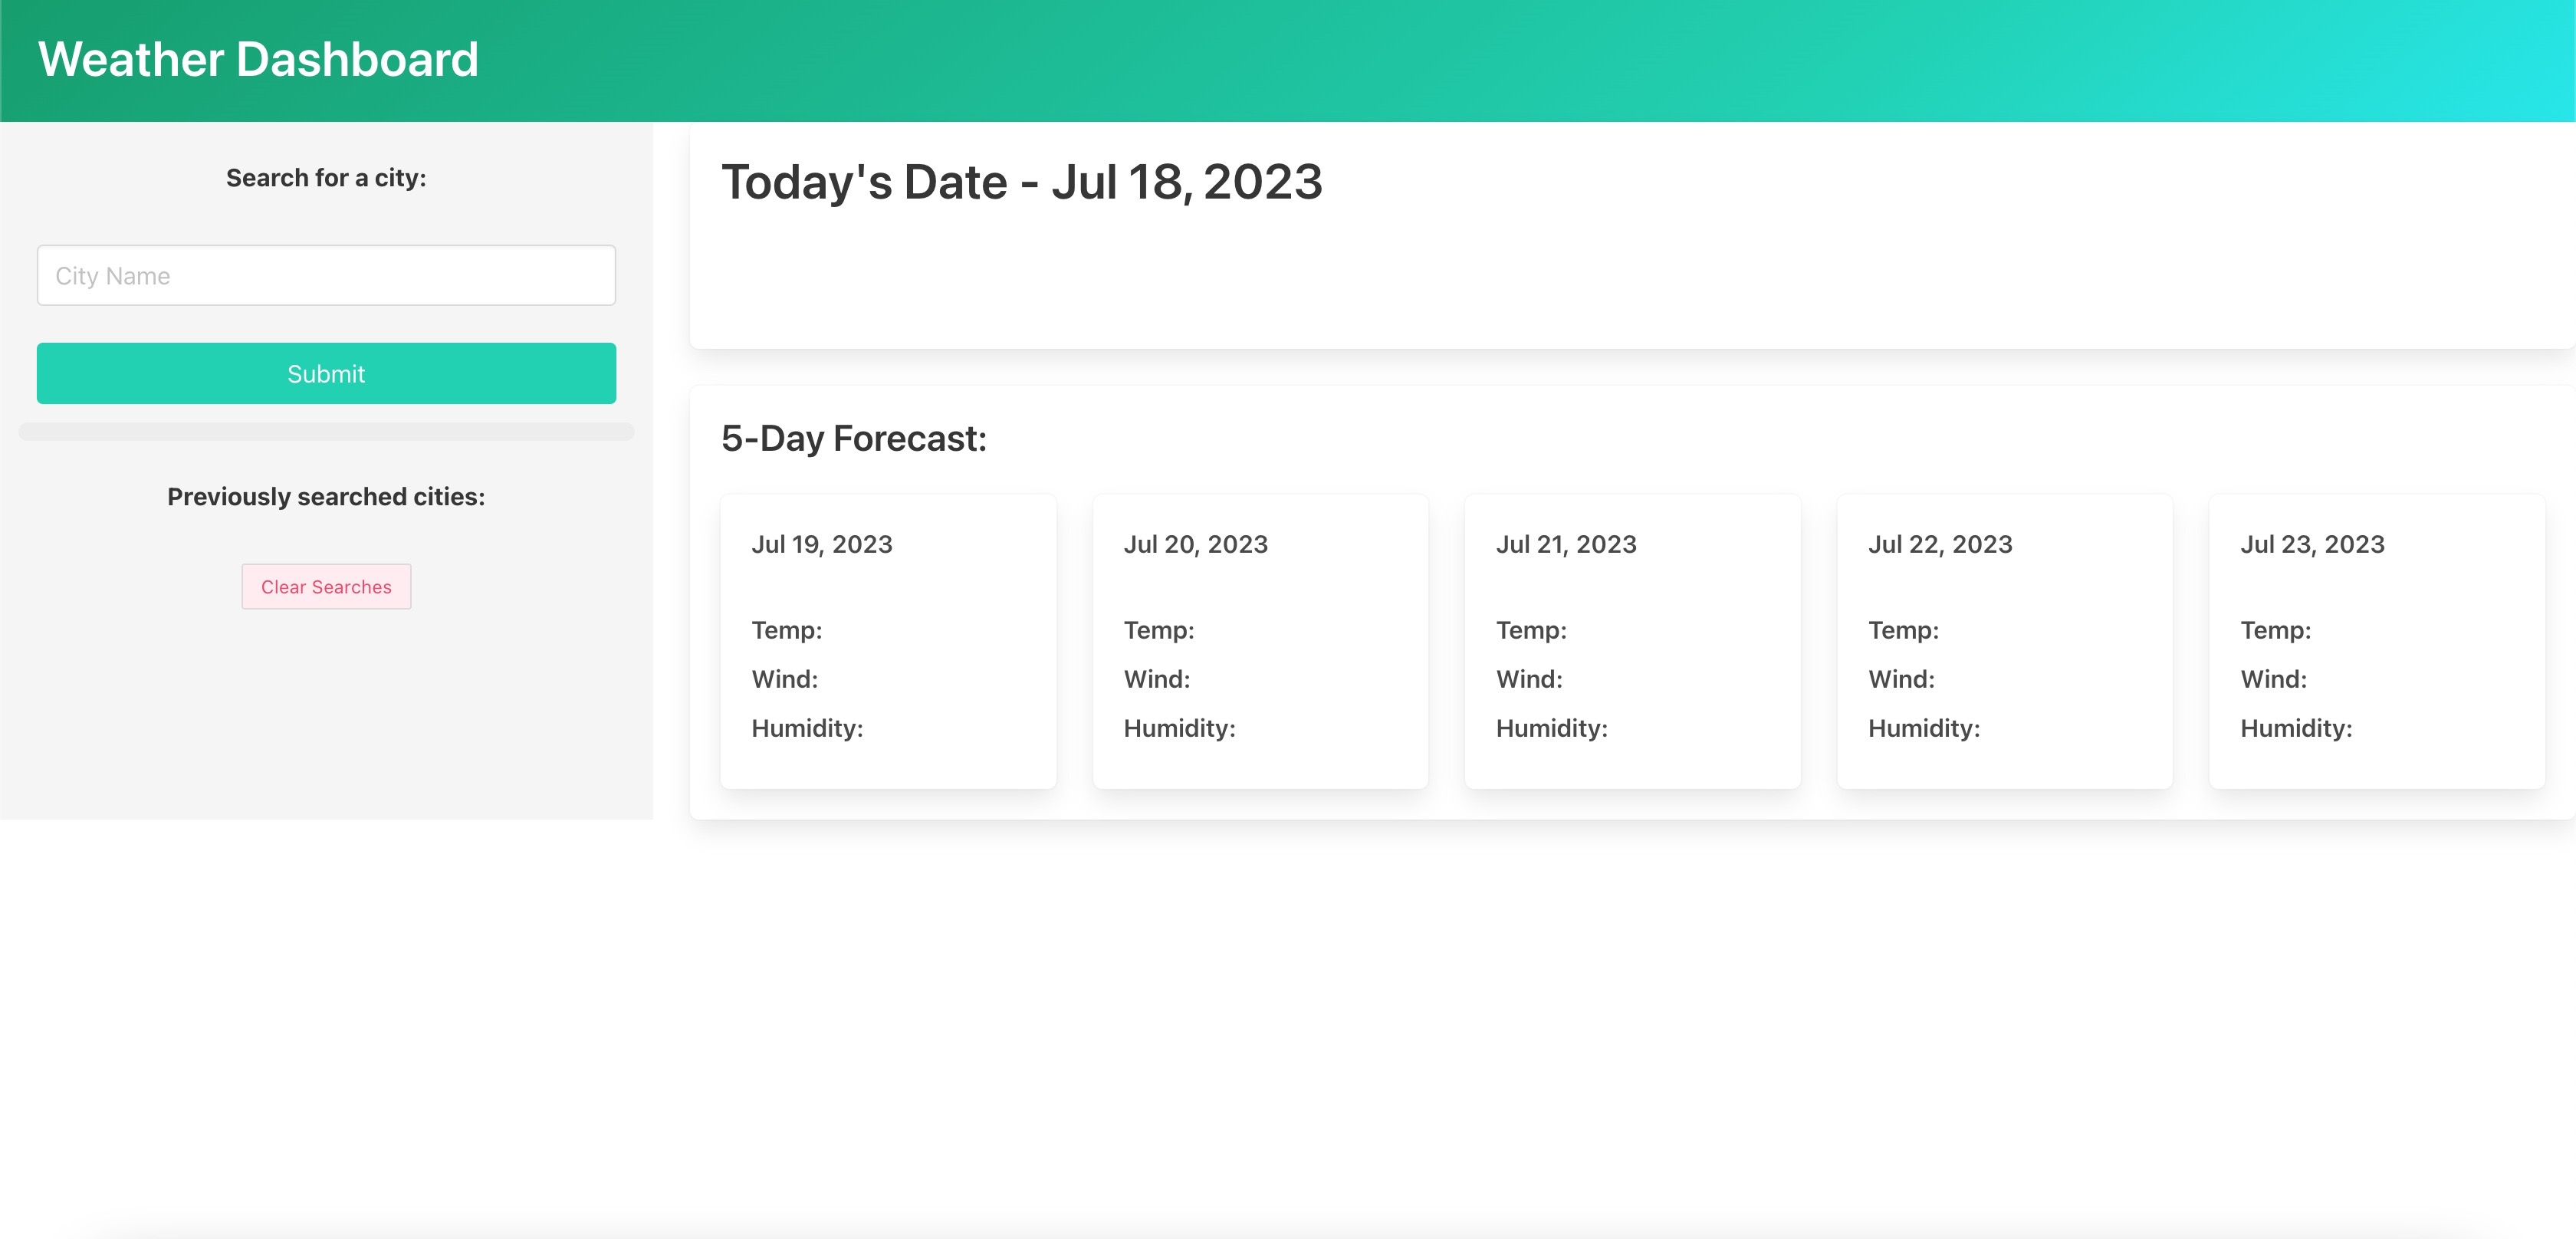 Weather Dashboard
Search for a city:
City Name
Submit
Previously searched cities:
Clear Searches
Today's Date - Jul 18, 2023
5-Day Forecast:
Jul 19, 2023
Temp:
Wind:
Humidity:
Jul 20, 2023
Temp:
Wind:
Humidity:
Jul 21, 2023
Temp:
Wind:
Humidity:
Jul 22, 2023
Temp:
Wind:
Humidity:
Jul 23, 2023
Temp:
Wind:
Humidity: